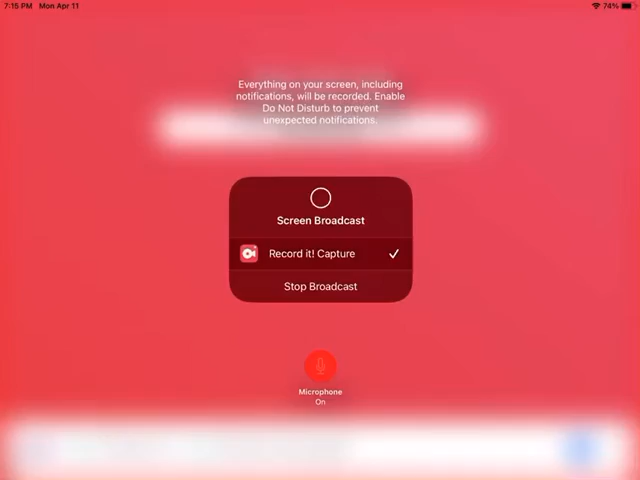 7:15 PM Mon Apr 11
74%
Everything on your screen, including
notifications, will be recorded. Enable
Do Not Disturb to prevent
unexpected notifications.
Screen Broadcast
Record it! Capture
Stop Broadcast
Microphone
On